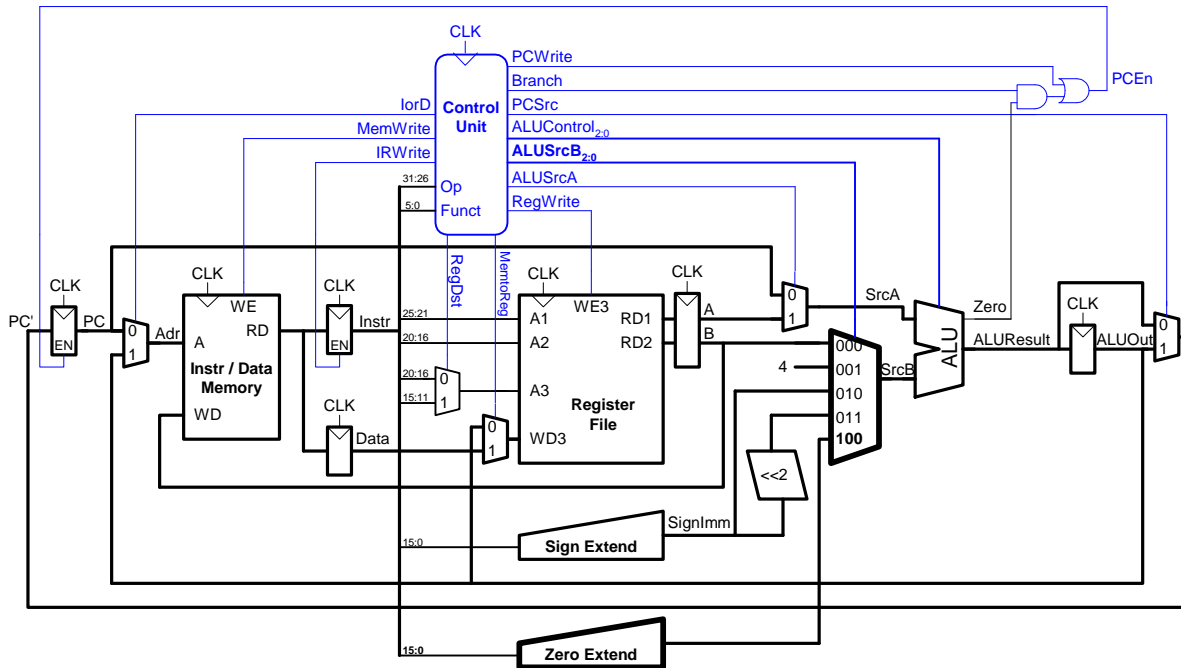 CLK
PCWrite
Branch
PCSrc
ALUControl2:0
ALUSrcB2:0
ALUSrcA
RegWrite
PCEn
IorD
MemWrite
IRWrite
Control
Unit
31:26
Op
5:0
Funct
RegDst
MemtoReg
CLK
CLK
CLK
CLK
CLK
CLK
PC'
PC
EN
0
1
Adr
WE
A
RD
Instr / Data
Memory
WD
EN
Instr
CLK
Data
25:21
20:16
20:16
15:11
0
1
0
1
A1
A2
A3
WD3
WE3
RD1
RD2
Register
File
A
B
0
1
SrcA
4
000
001
010
011
100
SrcB
<<2
ALU
Zero
ALUResult
ALUOut
0
1
SignImm
15:0
Sign Extend
15:0
Zero Extend